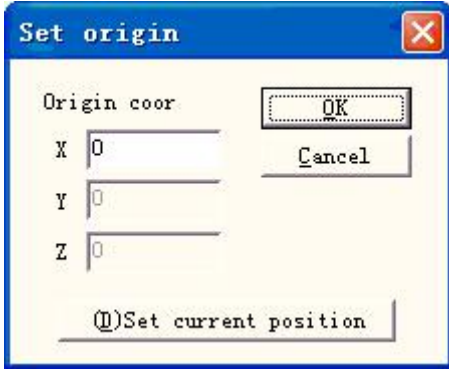 Set origin
Origin coor
X 0
Y 0
Z 0
OK
Cancel
(D)Set current position